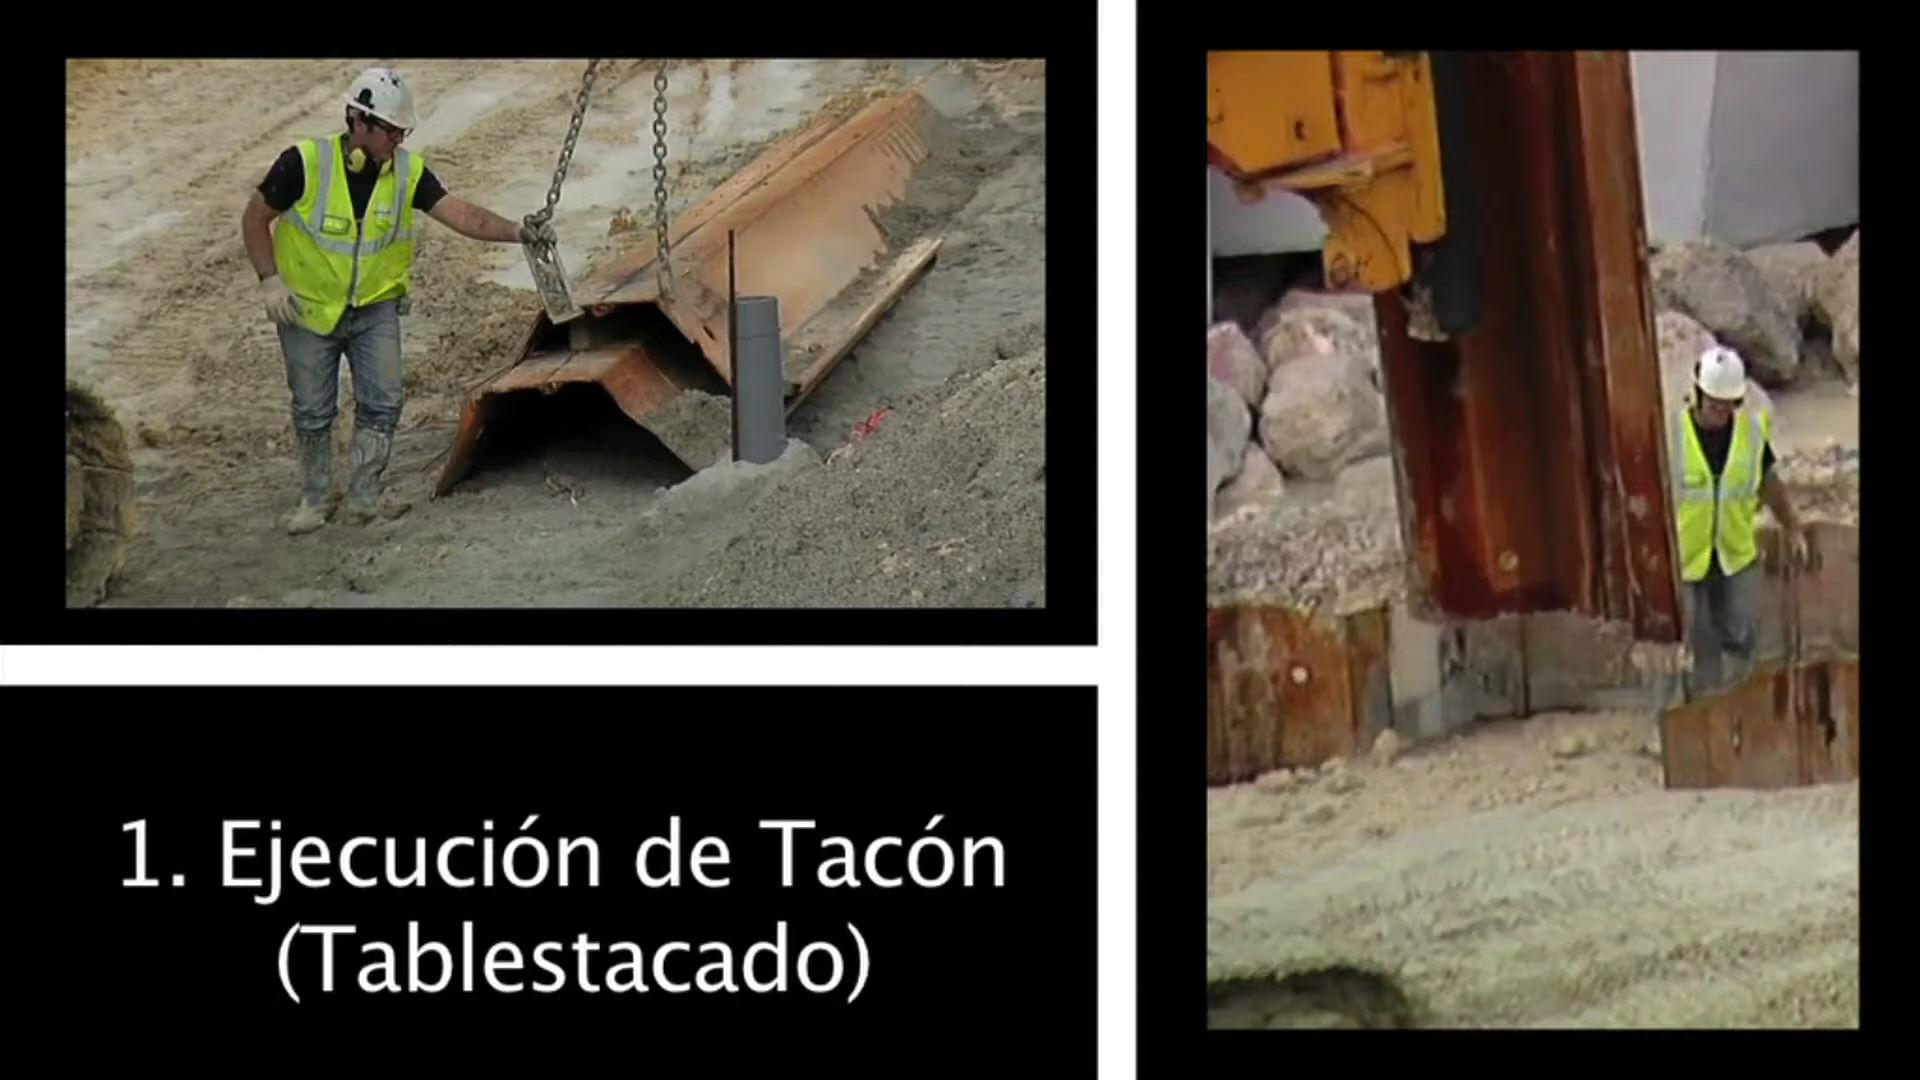 1. Ejecución de Tacón
(Tablestacado)